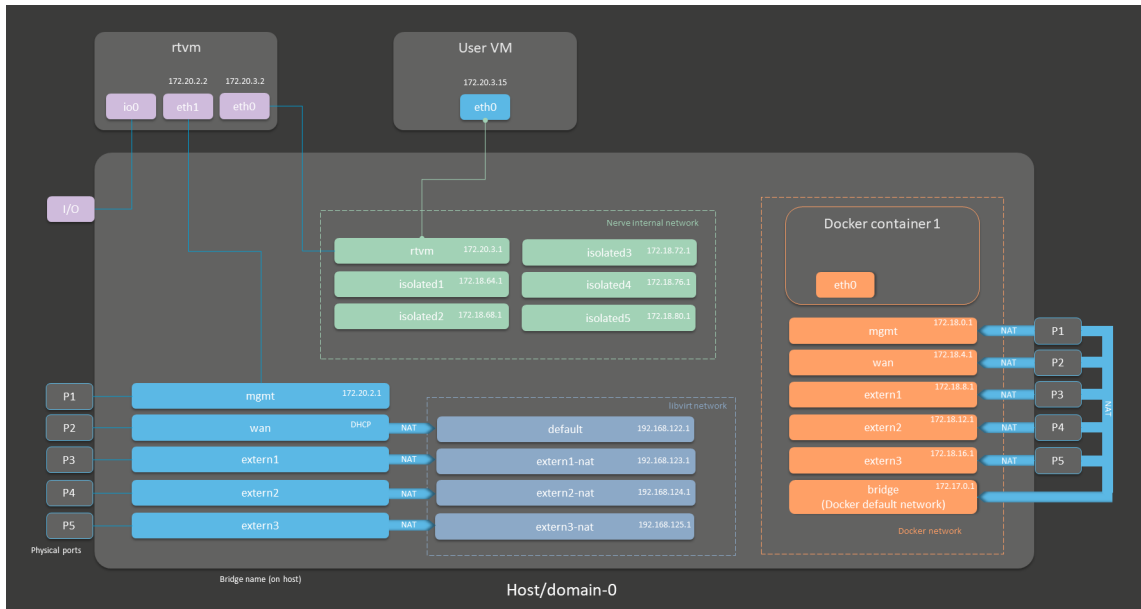 rtvm
172.20.2.2
172.20.3.2
io0
eth1
eth0
User VM
172.20.3.15
eth0
I/O
Nerve internal network
rtvm 172.20.3.1
isolated1 172.18.64.1
isolated2 172.18.68.1
isolated3 172.18.72.1
isolated4 172.18.76.1
isolated5 172.18.80.1
Docker container 1
eth0
mgmt 172.18.0.1
NAT
P1
wan 172.18.4.1
NAT
P2
extern1 172.18.8.1
NAT
P3
extern2 172.18.12.1
NAT
P4
extern3 172.18.16.1
NAT
P5
bridge 172.17.0.1
(Docker default network)
NAT
Docker network
P1
mgmt 172.20.2.1
P2
wan DHCP
NAT
P3
extern1
NAT
P4
extern2
NAT
P5
extern3
NAT
libvirt network
default 192.168.122.1
extern1-nat 192.168.123.1
extern2-nat 192.168.124.1
extern3-nat 192.168.125.1
Physical ports
Bridge name (on host)
Host/domain-0